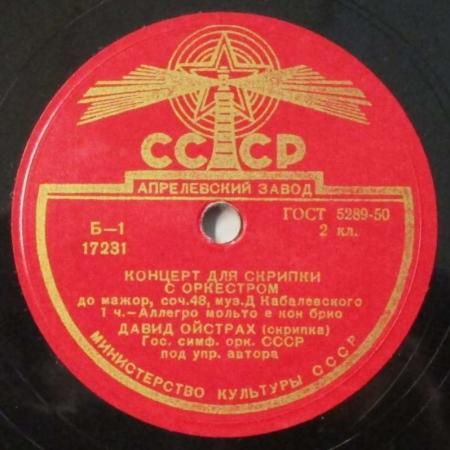 СССР
АПРЕЛЕВСКИЙ ЗАВОД
Б—1
17231
ГОСТ 5289-50
2 кл.
КОНЦЕРТ ДЛЯ СКРИПКИ
С ОРКЕСТРОМ
до мажор, соч.48, муз.Д Кабалевского
1 ч.–Аллегро мольто е кон брио
ДАВИД ОЙСТРАХ (скрипка)
Гос. симф. орк. СССР
под упр. автора
МИНИСТЕРСТВО КУЛЬТУРЫ СССР